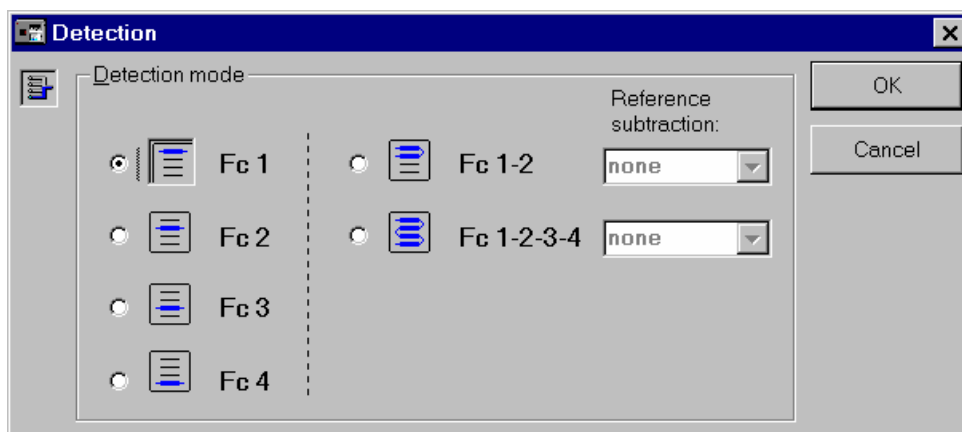 Detection
Detection mode
OK
Cancel
Reference
subtraction:
Fc 1
Fc 1-2
none
Fc 2
Fc 1-2-3-4
none
Fc 3
Fc 4